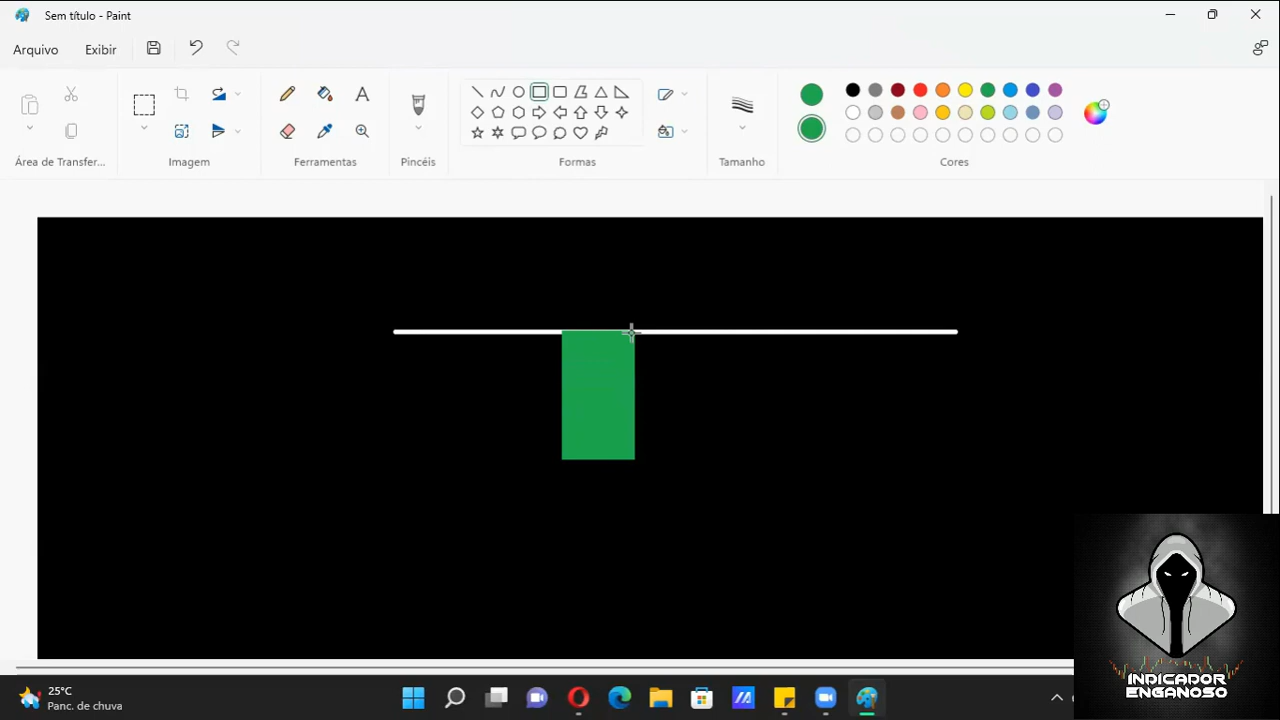 Sem título - Paint
Arquivo Exibir
A
Área de Transfer... Imagem Ferramentas Pincéis Formas Tamanho Cores
25°C
Panc. de chuva
INDICADOR
ENGANOSO